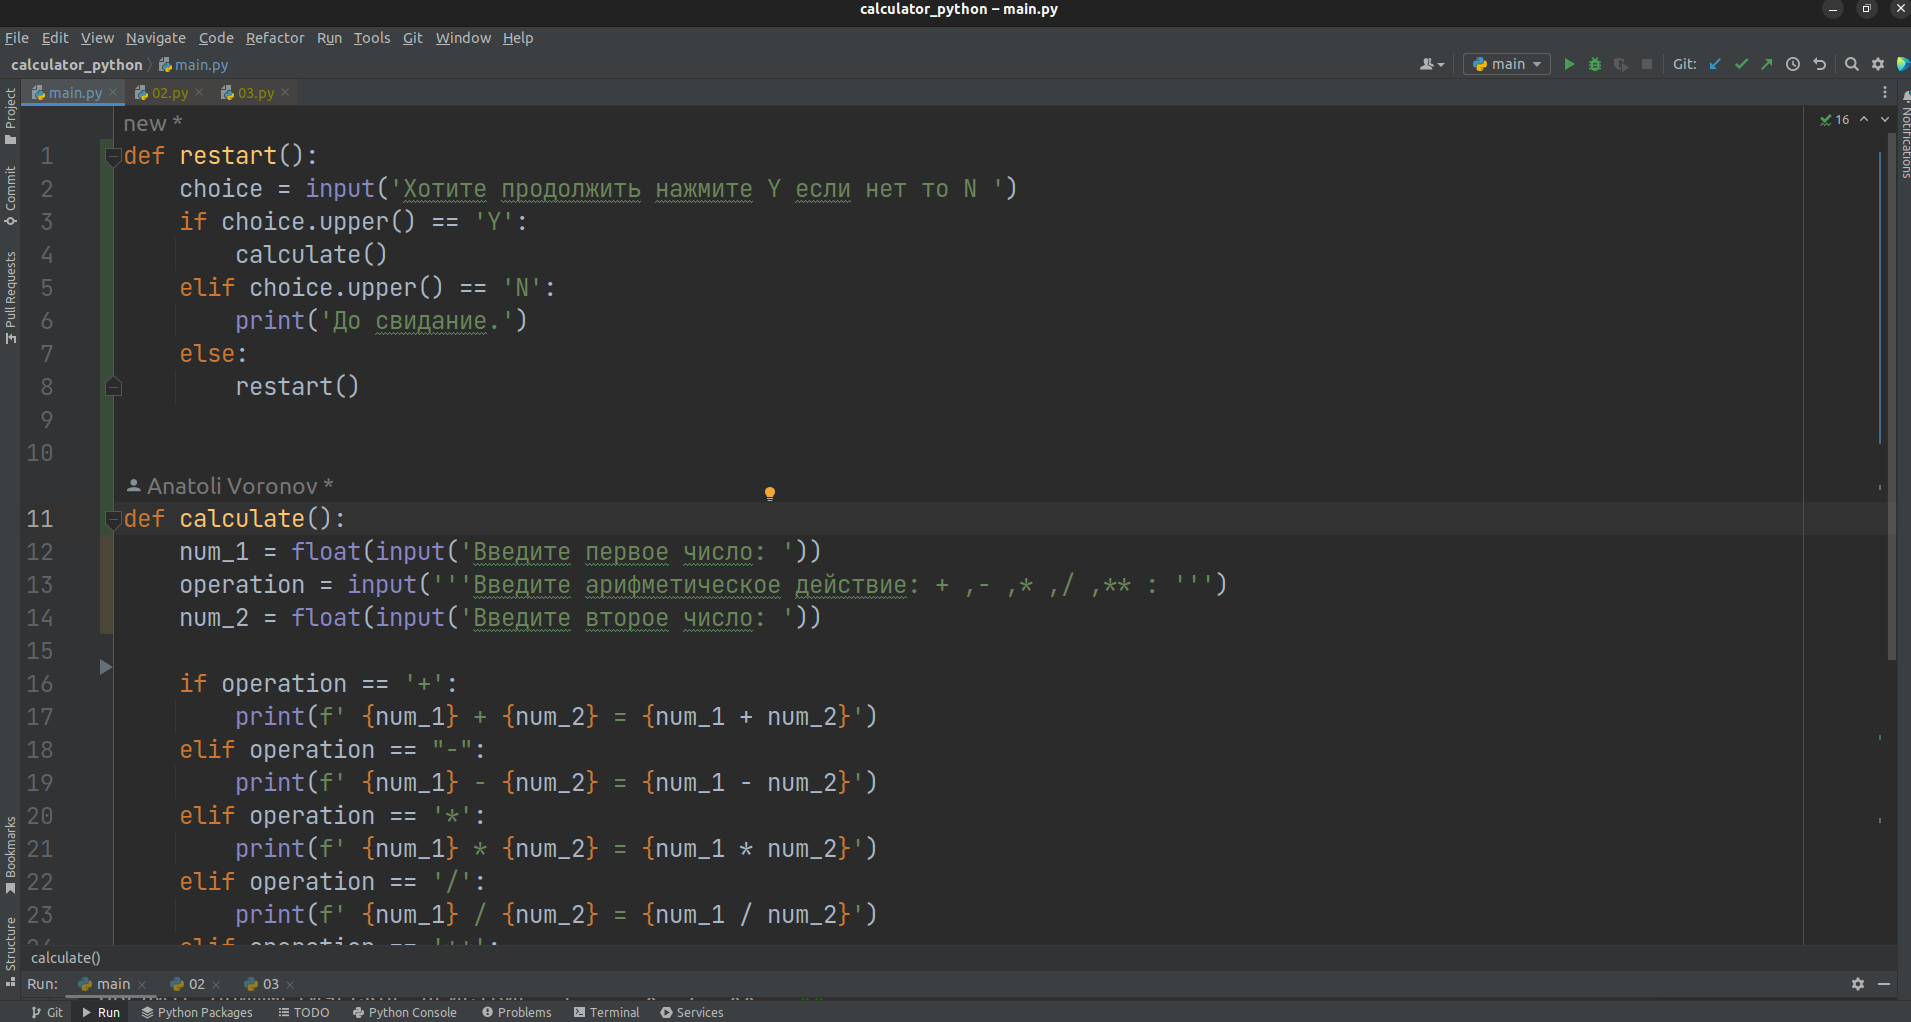 calculator_python – main.py
File Edit View Navigate Code Refactor Run Tools Git Window Help
calculator_python main.py
main Git:
main.py 02.py 03.py
16
Project
Commit
Pull Requests
Bookmarks
Structure
Notifications
new *
1 def restart():
2 choice = input('Хотите продолжить нажмите Y если нет то N ')
3 if choice.upper() == 'Y':
4 calculate()
5 elif choice.upper() == 'N':
6 print('До свидание.')
7 else:
8 restart()
9
10
Anatoli Voronov *
11 def calculate():
12 num_1 = float(input('Введите первое число: '))
13 operation = input('''Введите арифметическое действие: + ,- ,* ,/ ,** : ''')
14 num_2 = float(input('Введите второе число: '))
15
16 if operation == '+':
17 print(f' {num_1} + {num_2} = {num_1 + num_2}')
18 elif operation == "-":
19 print(f' {num_1} - {num_2} = {num_1 - num_2}')
20 elif operation == '*':
21 print(f' {num_1} * {num_2} = {num_1 * num_2}')
22 elif operation == '/':
23 print(f' {num_1} / {num_2} = {num_1 / num_2}')
calculate()
Run: main 02 03
Git Run Python Packages TODO Python Console Problems Terminal Services